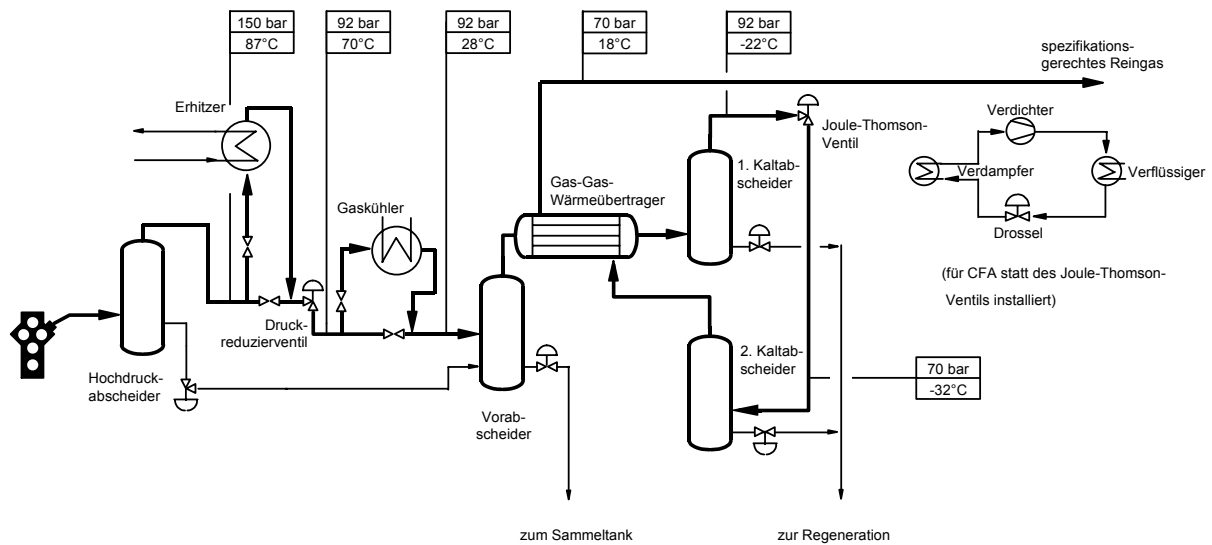 150 bar
87°C
92 bar
70°C
92 bar
28°C
70 bar
18°C
92 bar
-22°C
spezifikations-
gerechtes Reingas
Erhitzer
Verdichter
Joule-Thomson-
Ventil
1. Kaltab-
scheider
Verdampfer
Verflüssiger
Gas-Gas-
Wärmeübertrager
Gaskühler
Drossel
(für CFA statt des Joule-Thomson-
Ventils installiert)
Druck-
reduzierventil
2. Kaltab-
scheider
70 bar
-32°C
Hochdruck-
abscheider
Vorab-
scheider
zum Sammeltank
zur Regeneration